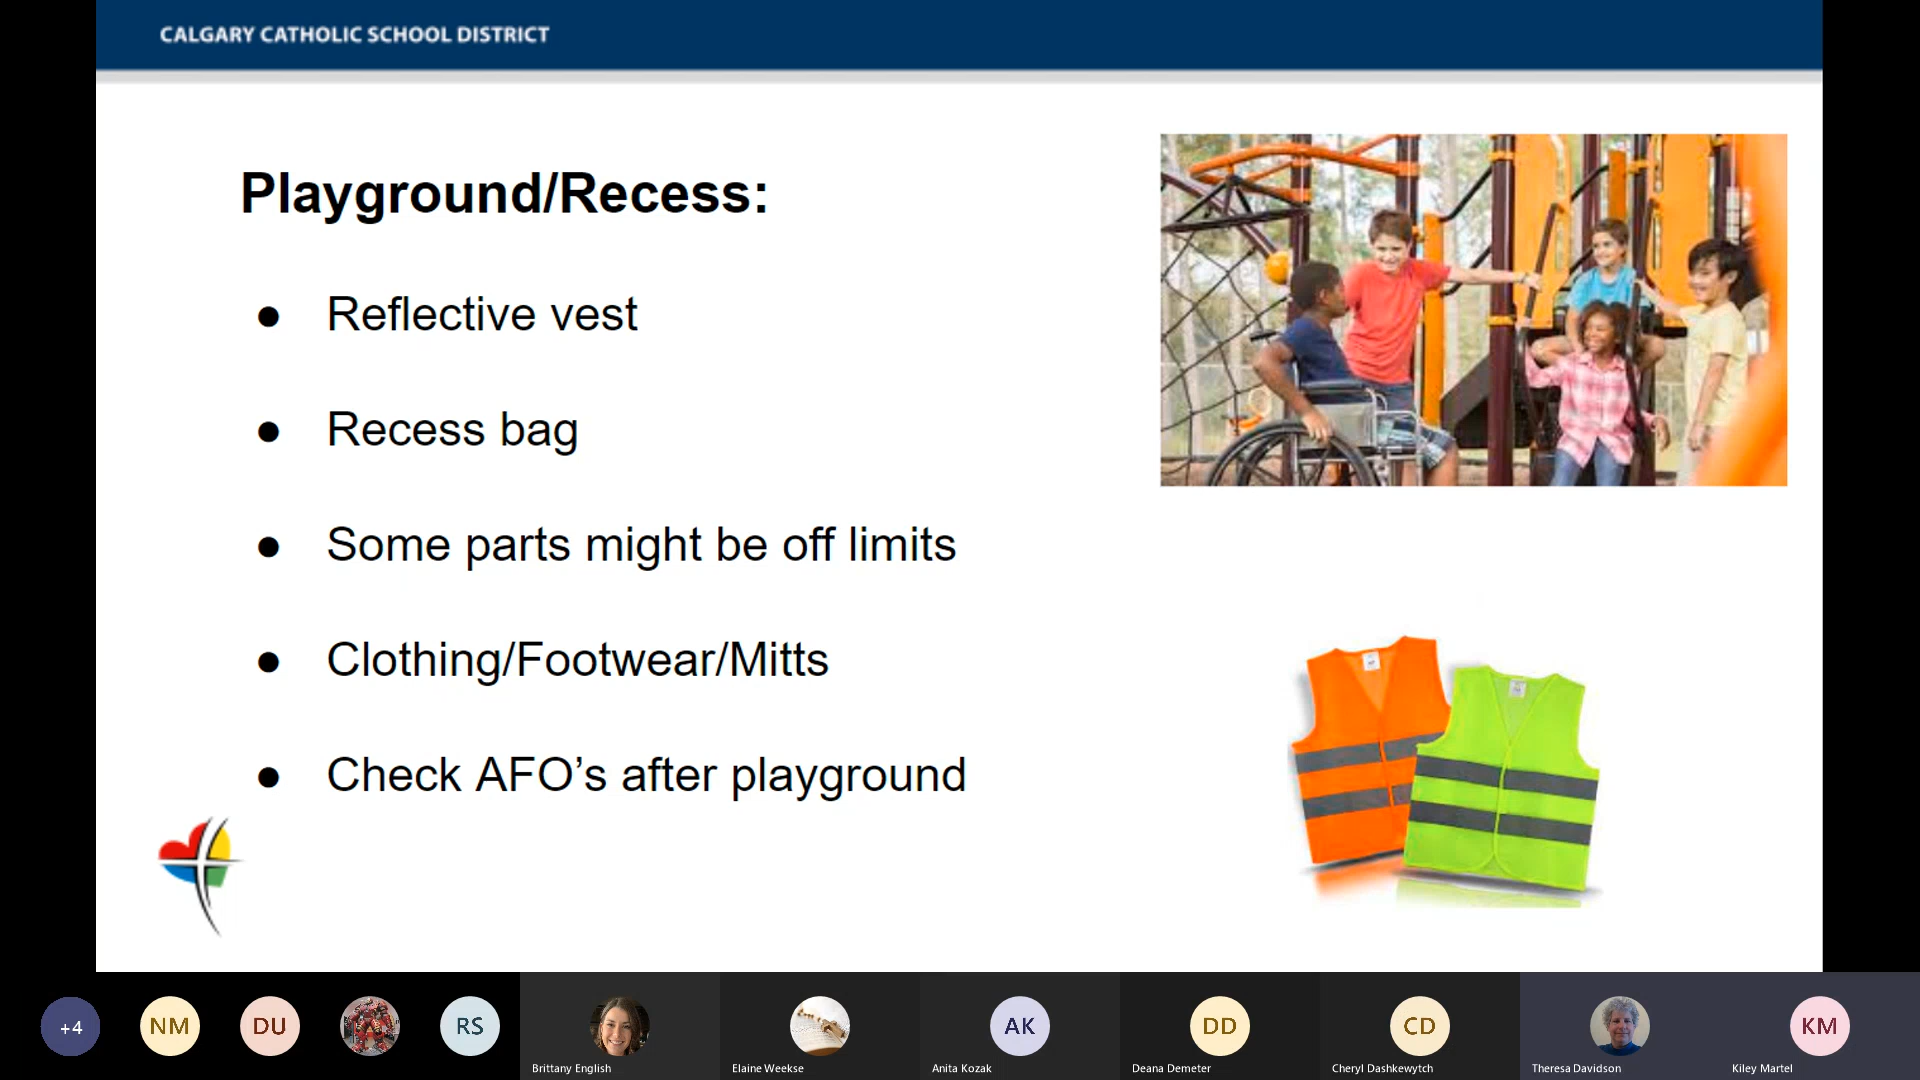 CALGARY CATHOLIC SCHOOL DISTRICT
Playground/Recess:
● Reflective vest
● Recess bag
● Some parts might be off limits
● Clothing/Footwear/Mitts
● Check AFO’s after playground
+4
NM
DU
RS
AK
DD
CD
KM
Brittany English
Elaine Weekse
Anita Kozak
Deana Demeter
Cheryl Dashkewytch
Theresa Davidson
Kiley Martel